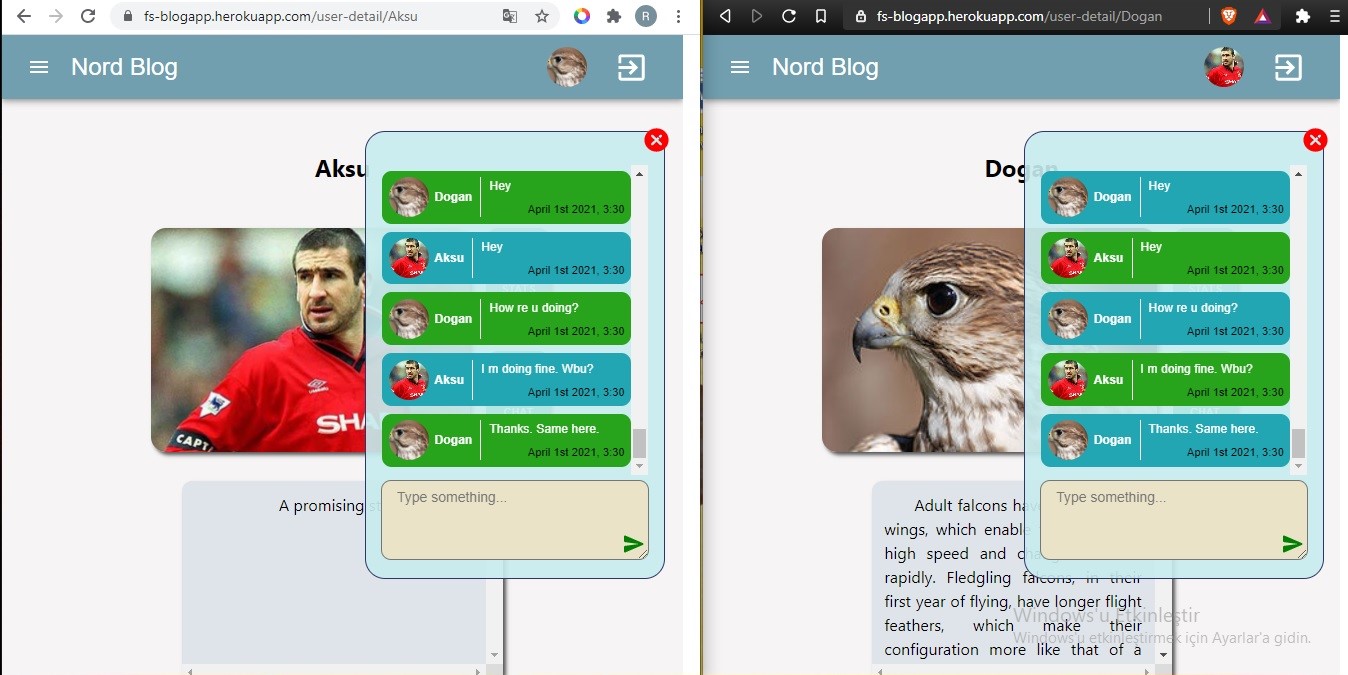 fs-blogapp.herokuapp.com/user-detail/Aksu
R
Nord Blog
Aksu
Dogan
Hey
April 1st 2021, 3:30
Aksu
Hey
April 1st 2021, 3:30
Dogan
How re u doing?
April 1st 2021, 3:30
Aksu
I m doing fine. Wbu?
April 1st 2021, 3:30
Dogan
Thanks. Same here.
April 1st 2021, 3:30
Type something...
SHA
CAPT
A promising
fs-blogapp.herokuapp.com/user-detail/Dogan
Nord Blog
Dogan
Dogan
Hey
April 1st 2021, 3:30
Aksu
Hey
April 1st 2021, 3:30
Dogan
How re u doing?
April 1st 2021, 3:30
Aksu
I m doing fine. Wbu?
April 1st 2021, 3:30
Dogan
Thanks. Same here.
April 1st 2021, 3:30
Type something...
Adult falcons have
wings, which enable
high speed and
rapidly. Fledgling falcons, in their
first year of flying, have longer flight
feathers, which make their
configuration more like that of a
Windows'u Etkinleştir
Windows'u etkinleştirmek için Ayarlar'a gidin.